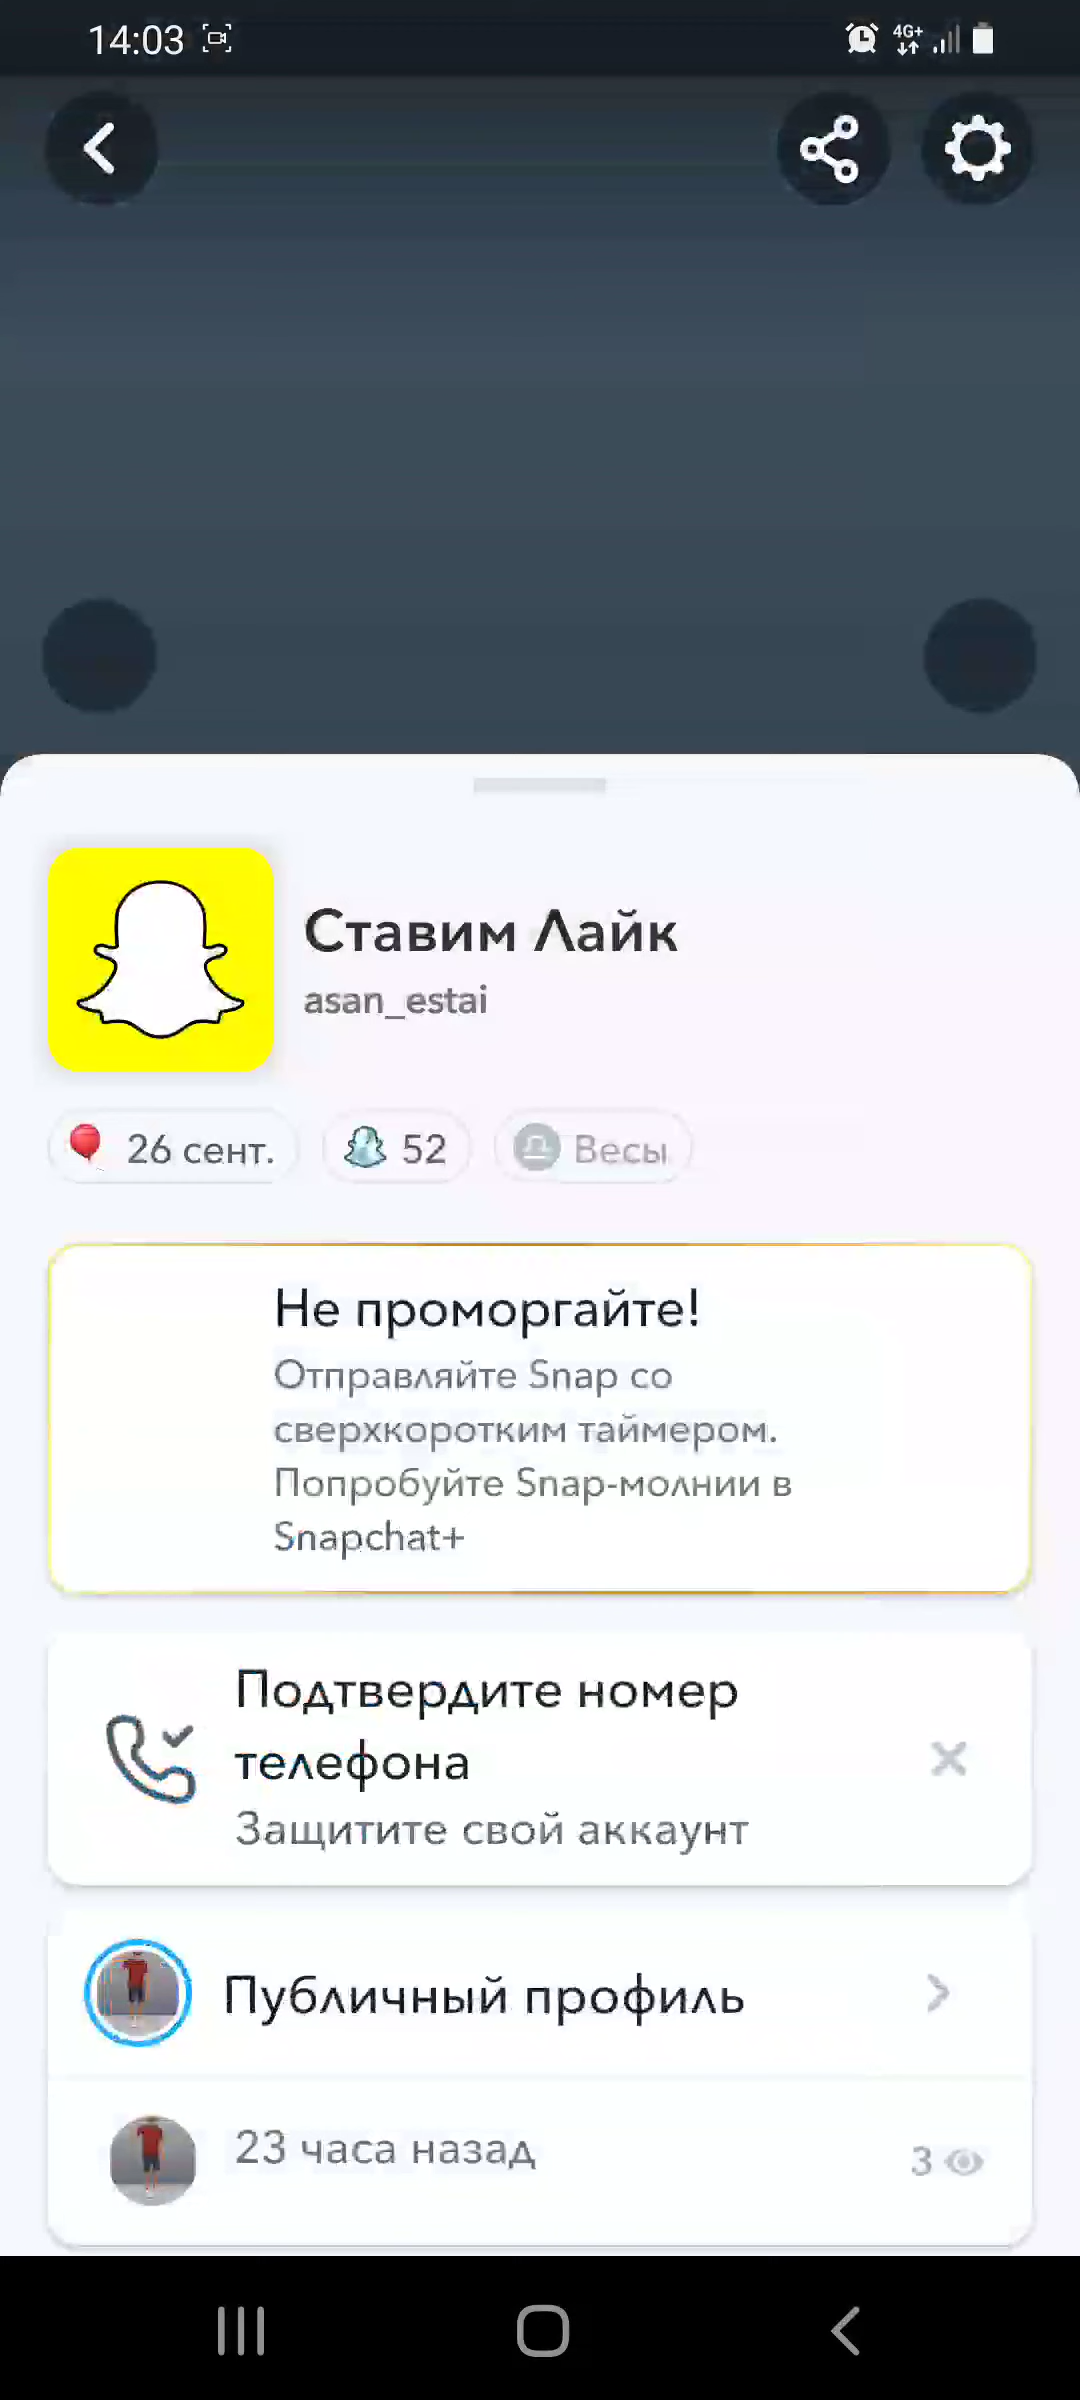 14:03
4G+
Ставим Лайк
asan_estai
26 сент.
52
Весы
Не проморгайте!
Отправляйте Snap со
сверхкоротким таймером.
Попробуйте Snap-молнии в
Snapchat+
Подтвердите номер
телефона
Защитите свой аккаунт
Публичный профиль
23 часа назад
3